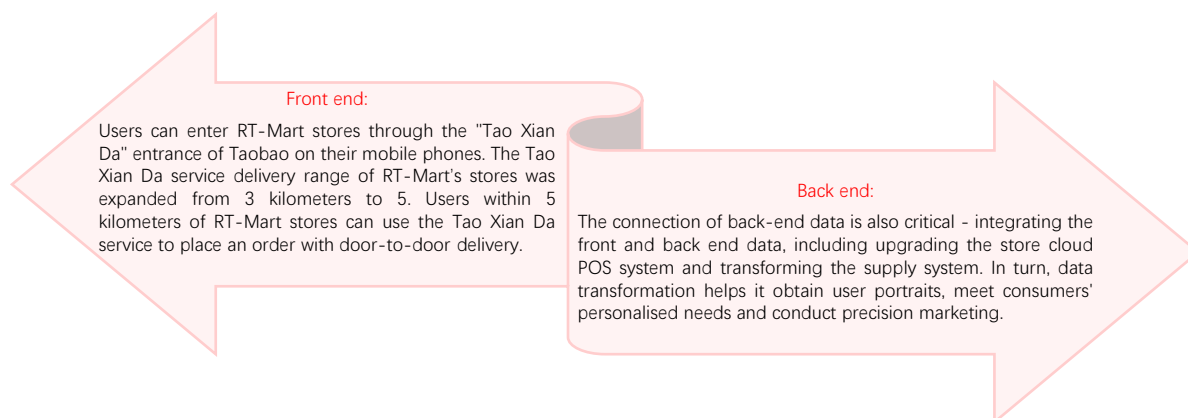 Front end:
Users can enter RT-Mart stores through the "Tao Xian
Da" entrance of Taobao on their mobile phones. The Tao
Xian Da service delivery range of RT-Mart's stores was
expanded from 3 kilometers to 5. Users within 5
kilometers of RT-Mart stores can use the Tao Xian Da
service to place an order with door-to-door delivery.
Back end:
The connection of back-end data is also critical - integrating the
front and back end data, including upgrading the store cloud
POS system and transforming the supply system. In turn, data
transformation helps it obtain user portraits, meet consumers'
personalised needs and conduct precision marketing.